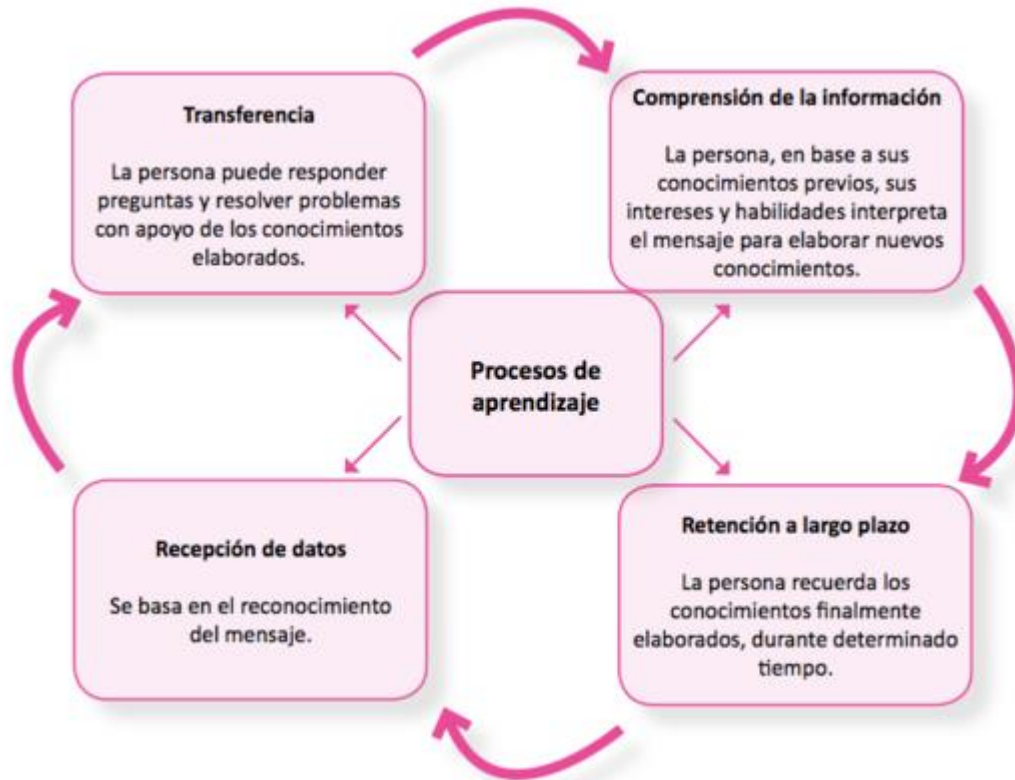 Transferencia
La persona puede responder
preguntas y resolver problemas
con apoyo de los conocimientos
elaborados.
Comprensión de la información
La persona, en base a sus
conocimientos previos, sus
intereses y habilidades interpreta
el mensaje para elaborar nuevos
conocimientos.
Procesos de
aprendizaje
Recepción de datos
Se basa en el reconocimiento
del mensaje.
Retención a largo plazo
La persona recuerda los
conocimientos finalmente
elaborados, durante determinado
tiempo.